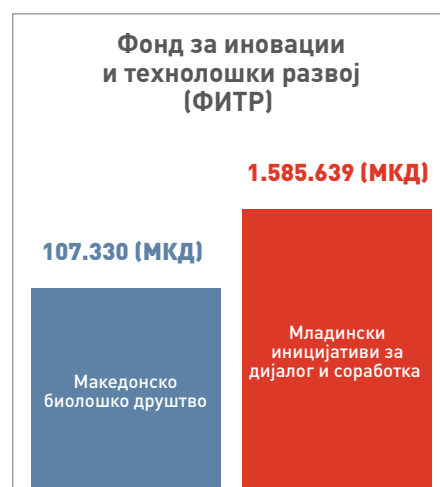 Фонд за иновации
и технолошки развој
(ФИТР)
1.585.639 (МКД)
107.330 (МКД)
Младински
иницијативи за
дијалог и соработка
Македонско
биолошко друштво